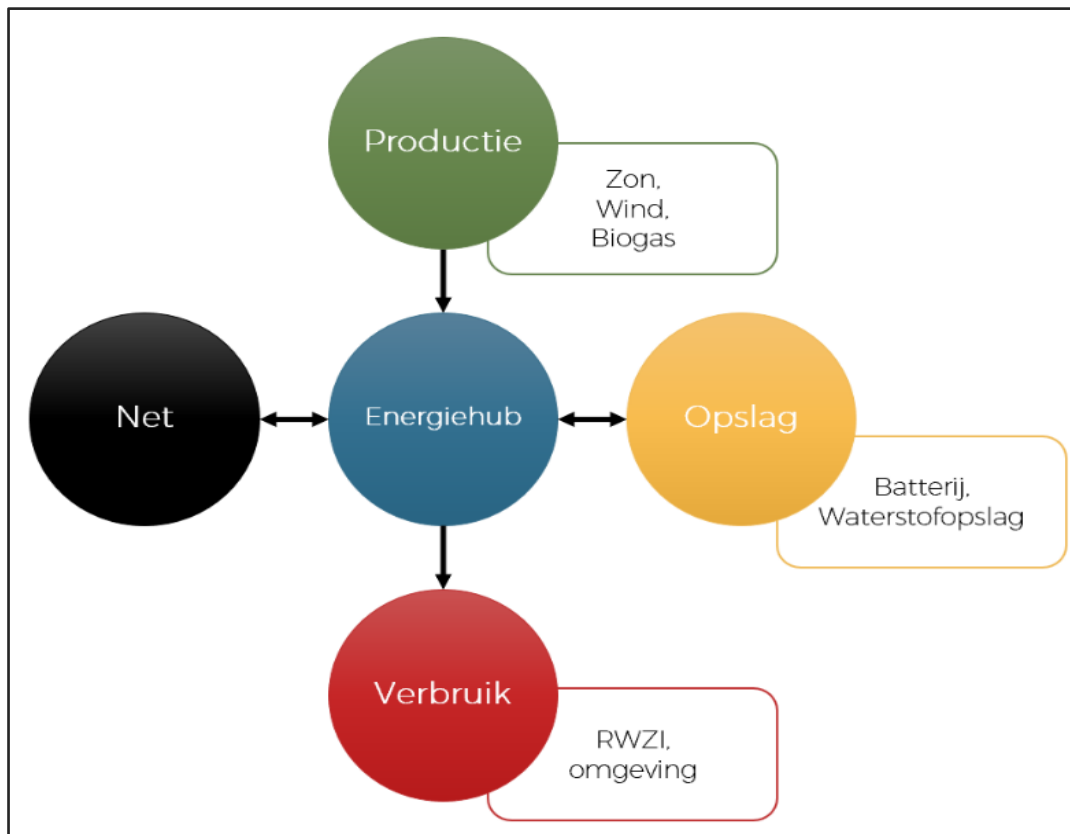 Productie
Zon,
Wind,
Biogas
Net
Energiehub
Opslag
Batterij,
Waterstofopslag
Verbruik
RWZI,
omgeving